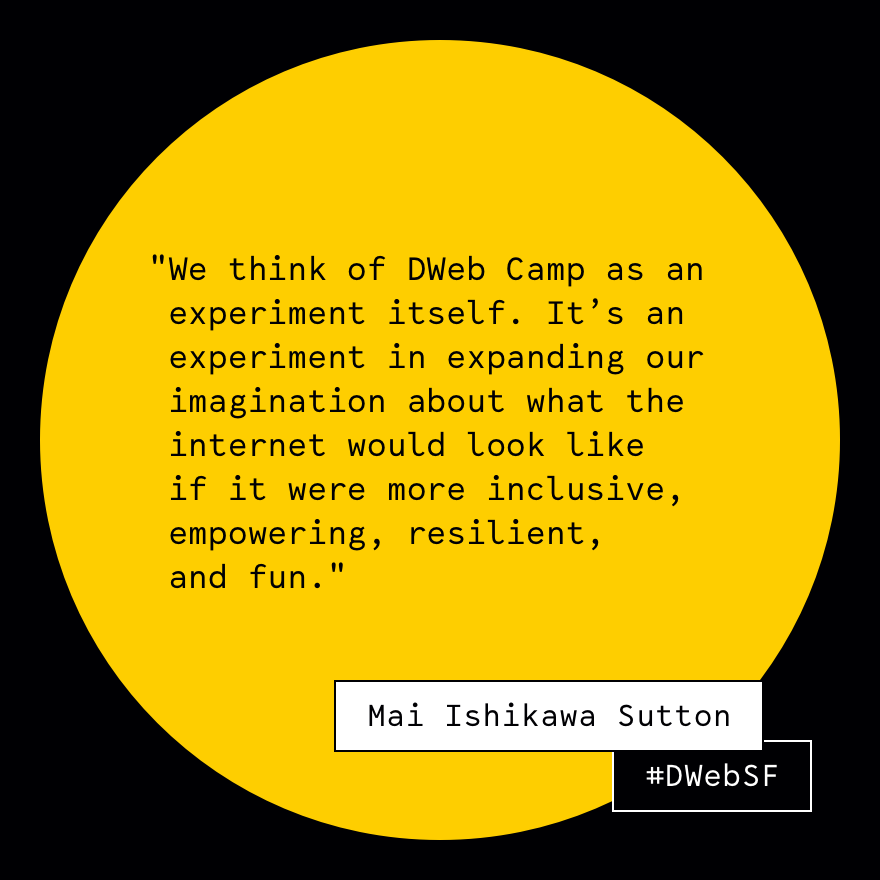 "We think of DWeb Camp as an
experiment itself. It’s an
experiment in expanding our
imagination about what the
internet would look like
if it were more inclusive,
empowering, resilient,
and fun."
Mai Ishikawa Sutton
#DWebSF